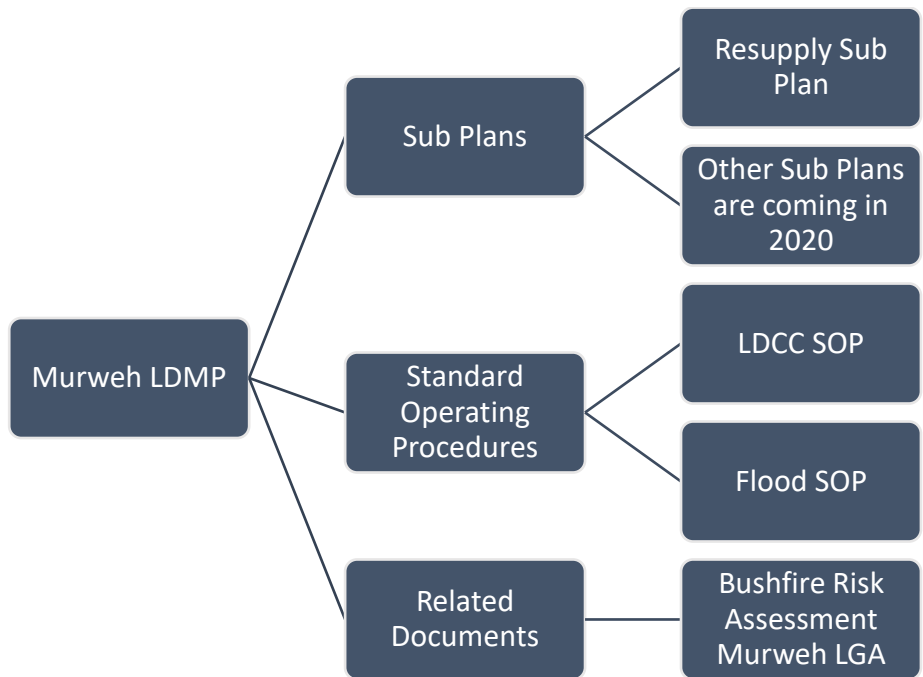 Murweh LDMP
Sub Plans
Resupply Sub
Plan
Other Sub Plans
are coming in
2020
Standard
Operating
Procedures
LDCC SOP
Flood SOP
Related
Documents
Bushfire Risk
Assessment
Murweh LGA